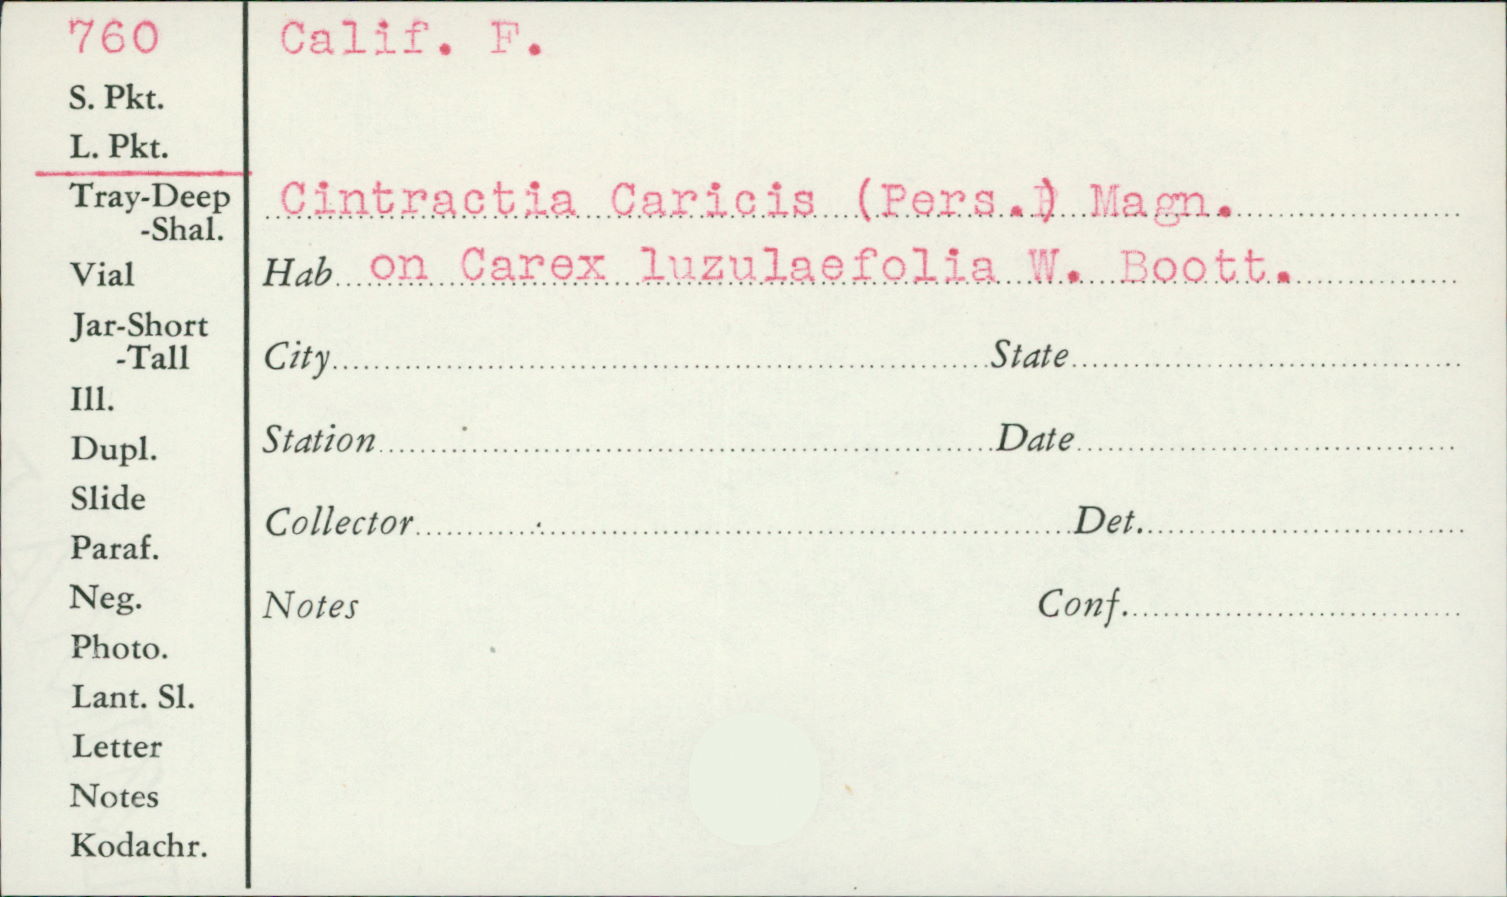 760 Calif. F.
S. Pkt.
L. Pkt.
Tray-Deep
-Shal.
Cintractia Caricis (Pers.) Magn.
Vial
Hab on Carex luzulaefolia W. Boott.
Jar-Short
-Tall
City State
Ill.
Dupl.
Station Date
Slide
Collector Det.
Paraf.
Neg.
Notes Conf.
Photo.
Lant. Sl.
Letter
Notes
Kodachr.